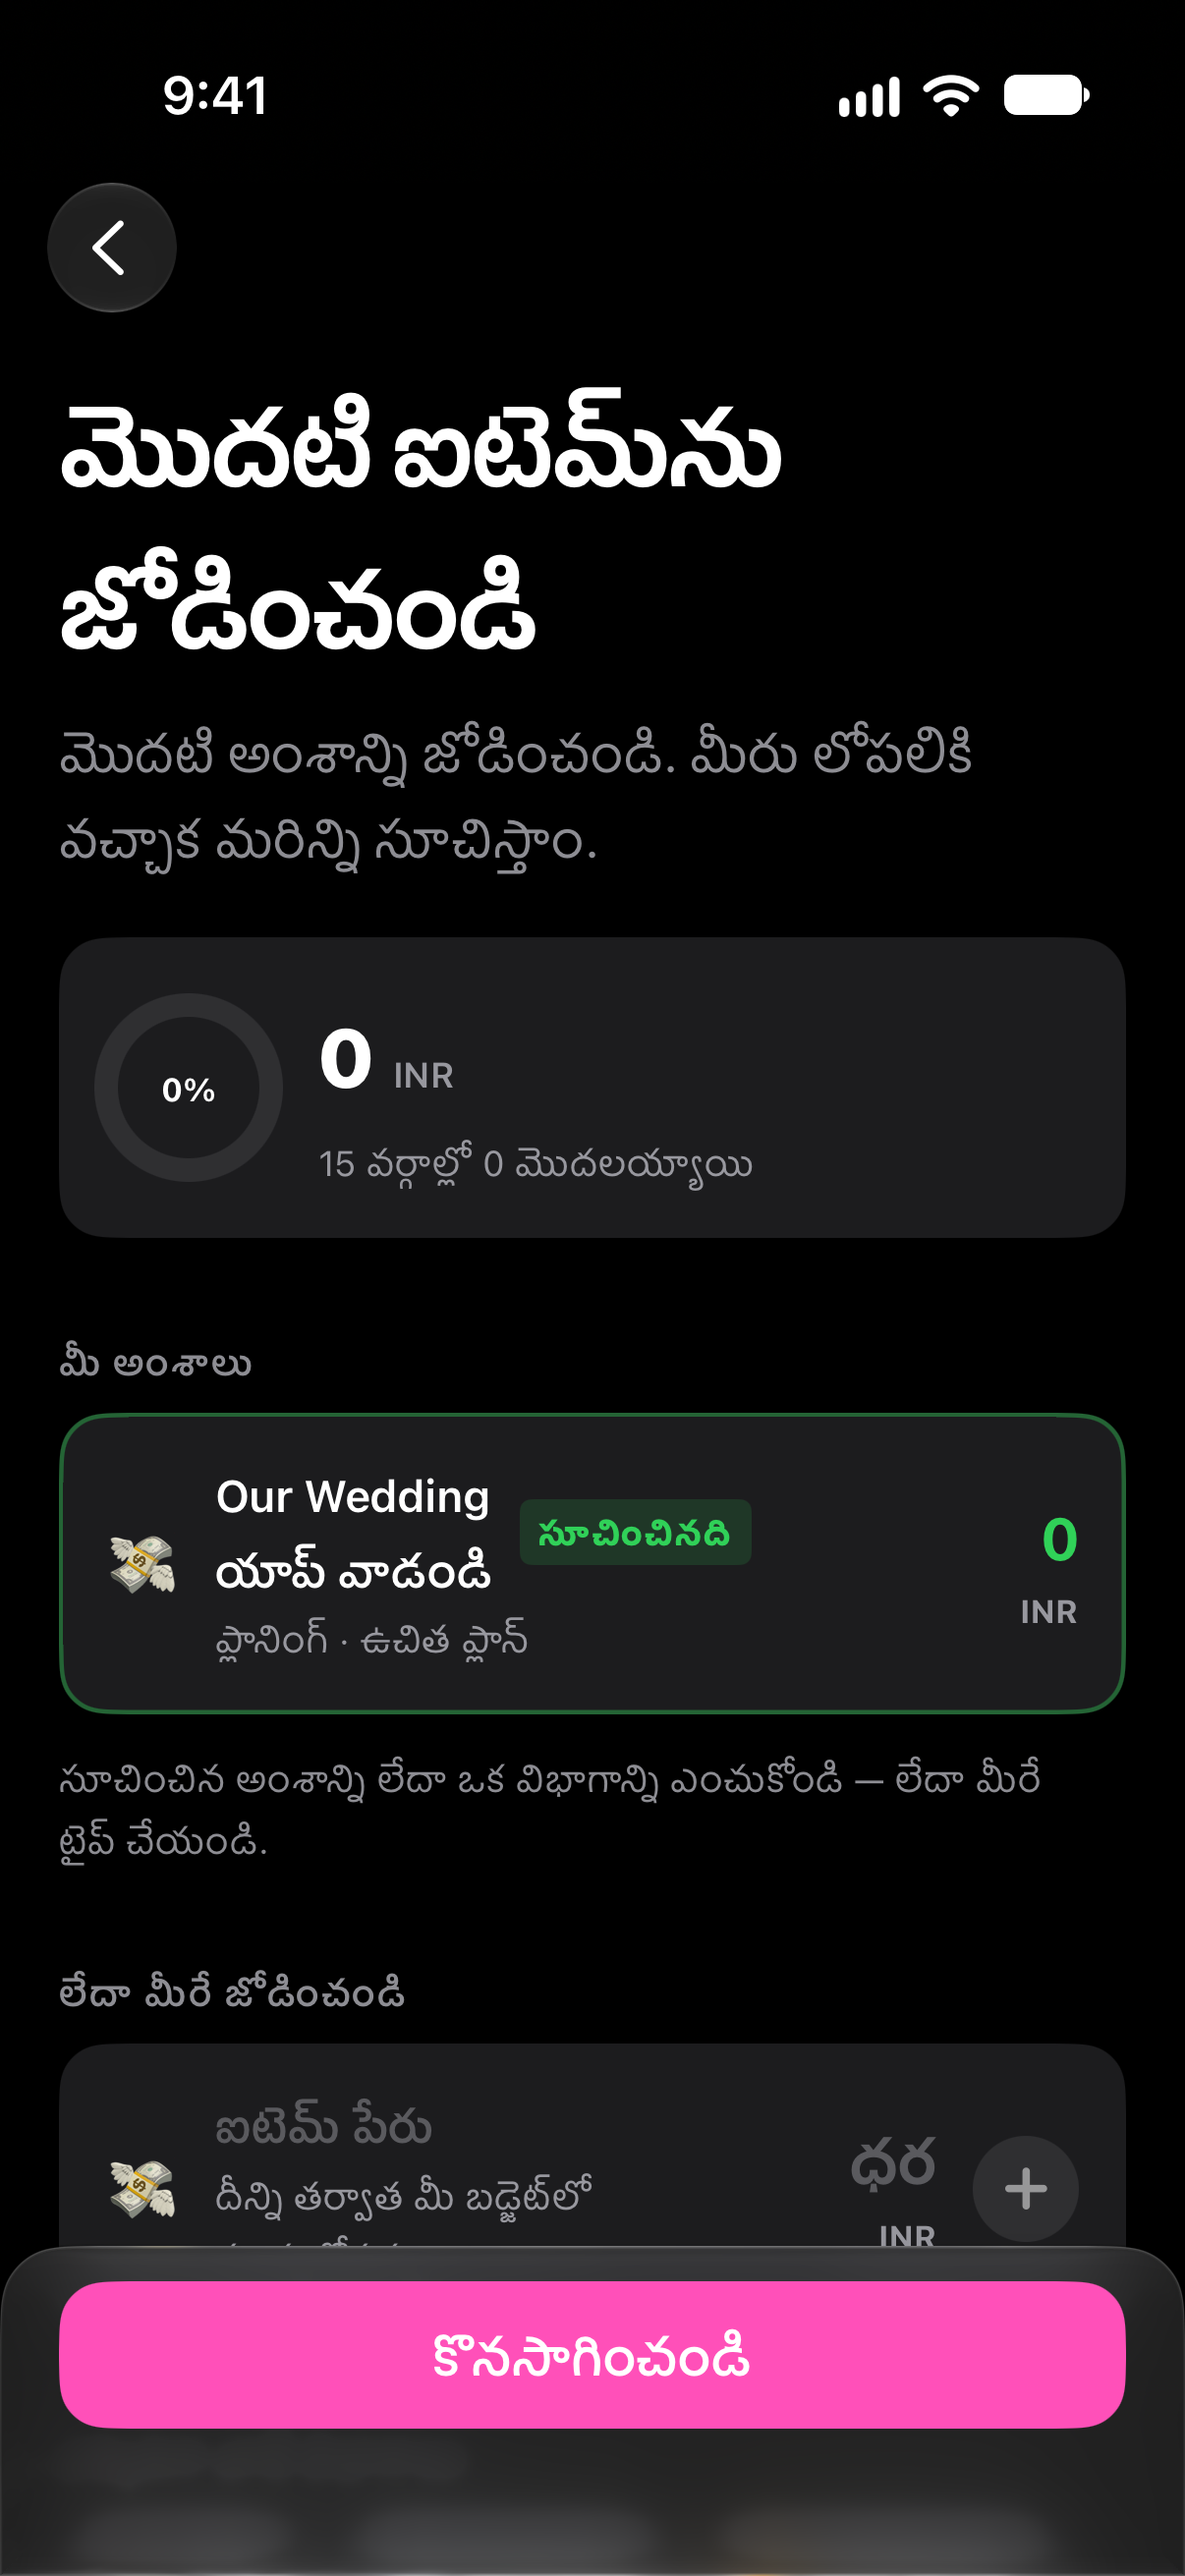 9:41
మొదటి ఐటెమ్‌ను
జోడించండి
మొదటి అంశాన్ని జోడించండి. మీరు లోపలికి
వచ్చాక మరిన్ని సూచిస్తాం.
0%
0 INR
15 వర్గాల్లో 0 మొదలయ్యాయి
మీ అంశాలు
Our Wedding
యాప్ వాడండి
సూచించినది
ప్లానింగ్ · ఉచిత ప్లాన్
0
INR
సూచించిన అంశాన్ని లేదా ఒక విభాగాన్ని ఎంచుకోండి — లేదా మీరే
టైప్ చేయండి.
లేదా మీరే జోడించండి
ఐటెమ్ పేరు
దీన్ని తర్వాత మీ బడ్జెట్‌లో
ధర
INR
కొనసాగించండి